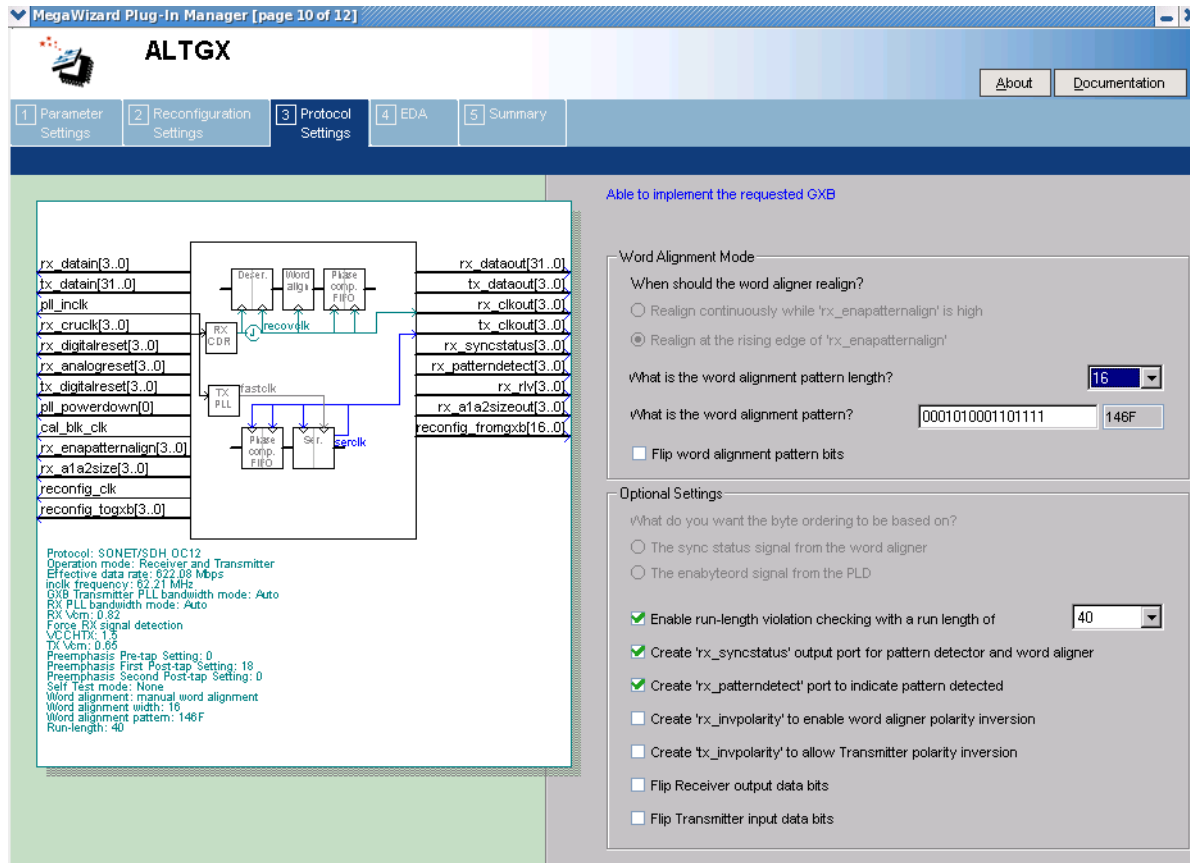 MegaWizard Plug-In Manager [page 10 of 12]
ALTGX
About
Documentation
1 Parameter Settings
2 Reconfiguration Settings
3 Protocol Settings
4 EDA
5 Summary
Able to implement the requested GXB
rx_datain[3..0]
tx_datain[31..0]
pll_inclk
rx_cruclk[3..0]
rx_digitalreset[3..0]
rx_analogreset[3..0]
tx_digitalreset[3..0]
pll_powerdown[0]
cal_blk_clk
rx_enapatternalign[3..0]
rx_a1a2size[3..0]
reconfig_clk
reconfig_togxb[3..0]
Deser.
Word align
Phase comp. FIFO
RX CDR
recovclk
TX PLL
fastclk
Phase comp. FIFO
Ser.
serclk
rx_dataout[31..0]
tx_dataout[3..0]
rx_clkout[3..0]
tx_clkout[3..0]
rx_syncstatus[3..0]
rx_patterndetect[3..0]
rx_rlv[3..0]
rx_a1a2sizeout[3..0]
reconfig_fromgxb[16..0]
Protocol: SONET/SDH OC12
Operation mode: Receiver and Transmitter
Effective data rate: 622.08 Mbps
inclk frequency: 62.21 MHz
GXB Transmitter PLL bandwidth mode: Auto
RX PLL bandwidth mode: Auto
RX Vcm: 0.82
Force RX signal detection
VCCHTX: 1.5
TX Vcm: 0.65
Preemphasis Pre-tap Setting: 0
Preemphasis First Post-tap Setting: 18
Preemphasis Second Post-tap Setting: 0
Self Test mode: None
Word alignment: manual word alignment
Word alignment width: 16
Word alignment pattern: 146F
Run-length: 40
Word Alignment Mode
When should the word aligner realign?
Realign continuously while 'rx_enapatternalign' is high
Realign at the rising edge of 'rx_enapatternalign'
What is the word alignment pattern length?
16
What is the word alignment pattern?
0001010001101111
146F
Flip word alignment pattern bits
Optional Settings
What do you want the byte ordering to be based on?
The sync status signal from the word aligner
The enabyteord signal from the PLD
Enable run-length violation checking with a run length of
40
Create 'rx_syncstatus' output port for pattern detector and word aligner
Create 'rx_patterndetect' port to indicate pattern detected
Create 'rx_invpolarity' to enable word aligner polarity inversion
Create 'tx_invpolarity' to allow Transmitter polarity inversion
Flip Receiver output data bits
Flip Transmitter input data bits